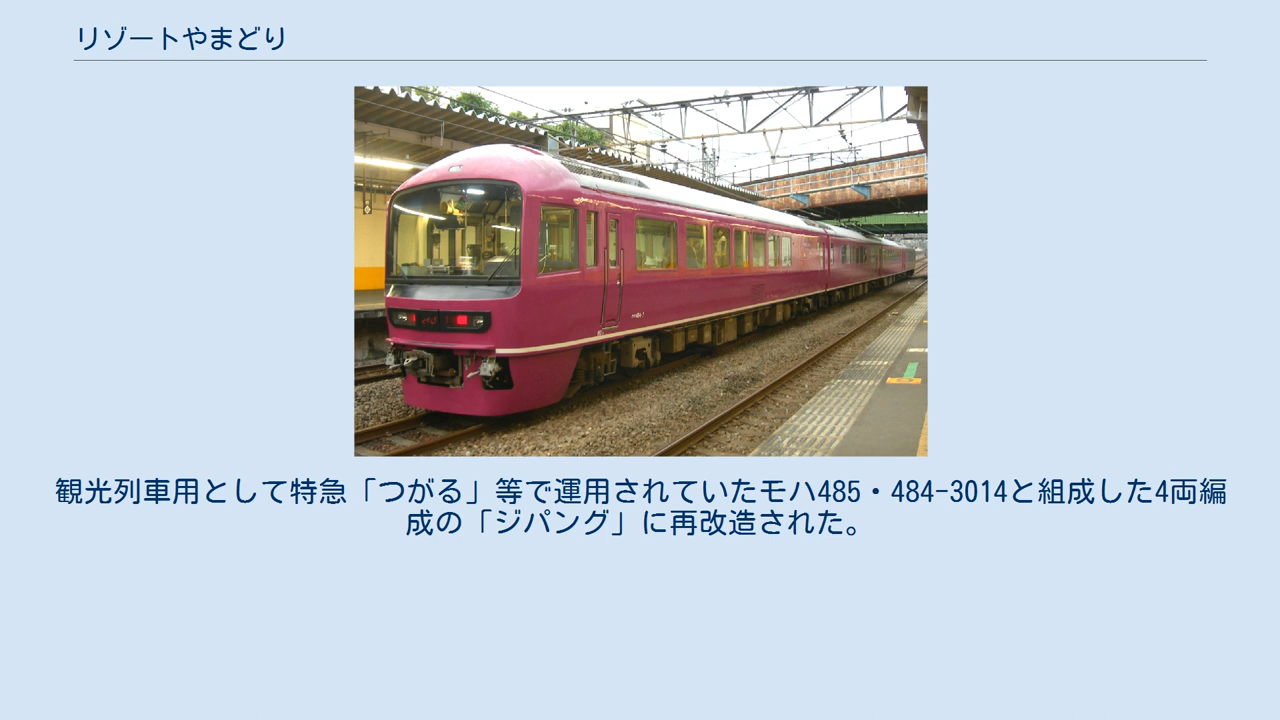 リゾートやまどり
観光列車用として特急「つがる」等で運用されていたモハ485・484-3014と組成した4両編
成の「ジパング」に再改造された。